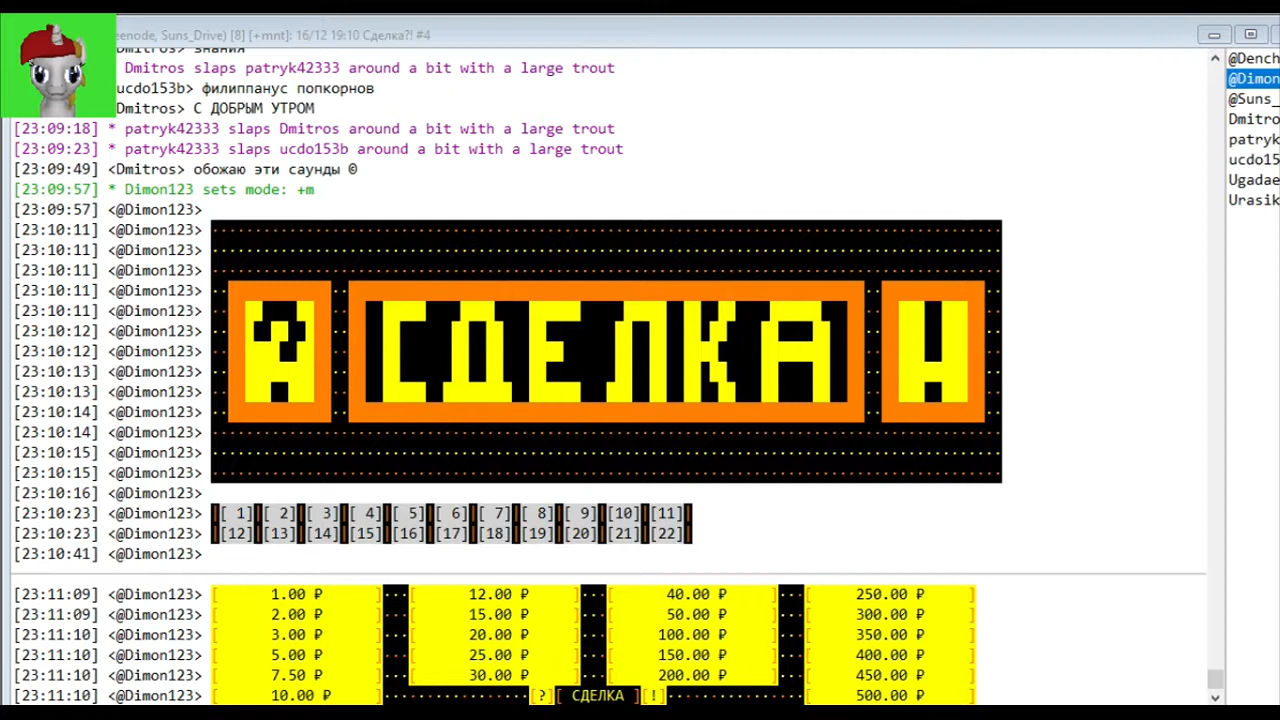 eenode, Suns_Drive) [8] [+mnt]: 16/12 19:10 Сделка?! #4
Dmitros> знания
Dmitros slaps patryk42333 around a bit with a large trout
ucdo153b> филиппанус попкорнов
Dmitros> С ДОБРЫМ УТРОМ
[23:09:18] * patryk42333 slaps Dmitros around a bit with a large trout
[23:09:23] * patryk42333 slaps ucdo153b around a bit with a large trout
[23:09:49] <Dmitros> обожаю эти саунды ©
[23:09:57] * Dimon123 sets mode: +m
[23:09:57] <@Dimon123>
[23:10:11] <@Dimon123>
[23:10:11] <@Dimon123>
[23:10:11] <@Dimon123>
[23:10:11] <@Dimon123>
[23:10:11] <@Dimon123>
[23:10:12] <@Dimon123>
[23:10:12] <@Dimon123> ? СДЕЛКА !
[23:10:13] <@Dimon123>
[23:10:13] <@Dimon123>
[23:10:14] <@Dimon123>
[23:10:14] <@Dimon123>
[23:10:15] <@Dimon123>
[23:10:15] <@Dimon123>
[23:10:16] <@Dimon123>
[23:10:23] <@Dimon123> [ 1] [ 2] [ 3] [ 4] [ 5] [ 6] [ 7] [ 8] [ 9] [10] [11]
[23:10:23] <@Dimon123> [12] [13] [14] [15] [16] [17] [18] [19] [20] [21] [22]
[23:10:41] <@Dimon123>
[23:11:09] <@Dimon123> [ 1.00 ₽ ]···[ 12.00 ₽ ]···[ 40.00 ₽ ]···[ 250.00 ₽ ]
[23:11:09] <@Dimon123> [ 2.00 ₽ ]···[ 15.00 ₽ ]···[ 50.00 ₽ ]···[ 300.00 ₽ ]
[23:11:10] <@Dimon123> [ 3.00 ₽ ]···[ 20.00 ₽ ]···[ 100.00 ₽ ]···[ 350.00 ₽ ]
[23:11:10] <@Dimon123> [ 5.00 ₽ ]···[ 25.00 ₽ ]···[ 150.00 ₽ ]···[ 400.00 ₽ ]
[23:11:10] <@Dimon123> [ 7.50 ₽ ]···[ 30.00 ₽ ]···[ 200.00 ₽ ]···[ 450.00 ₽ ]
[23:11:10] <@Dimon123> [ 10.00 ₽ ]·················[?][ СДЕЛКА ][!]·················[ 500.00 ₽ ]
@Dench
@Dimon
@Suns_
Dmitro
patryk
ucdo15
Ugadae
Urasik